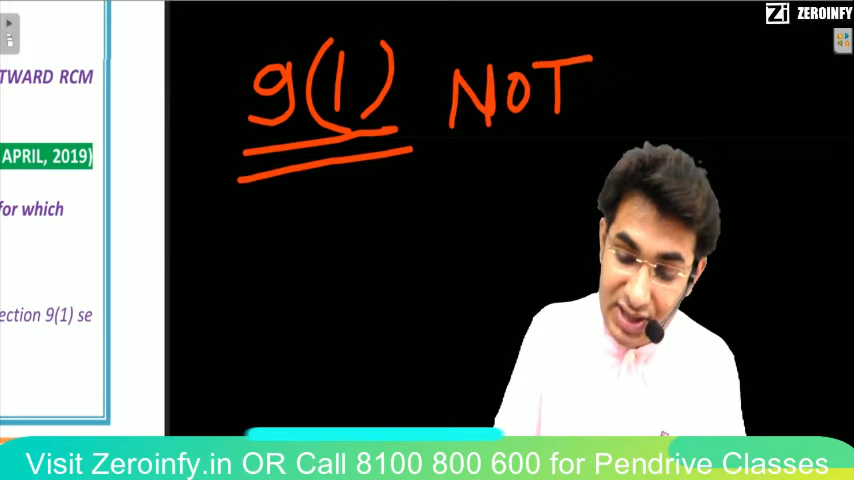 Zi ZEROINFY
TWARD RCM
9(1) NOT
APRIL, 2019)
for which
ection 9(1) se
Visit Zeroinfy.in OR Call 8100 800 600 for Pendrive Classes